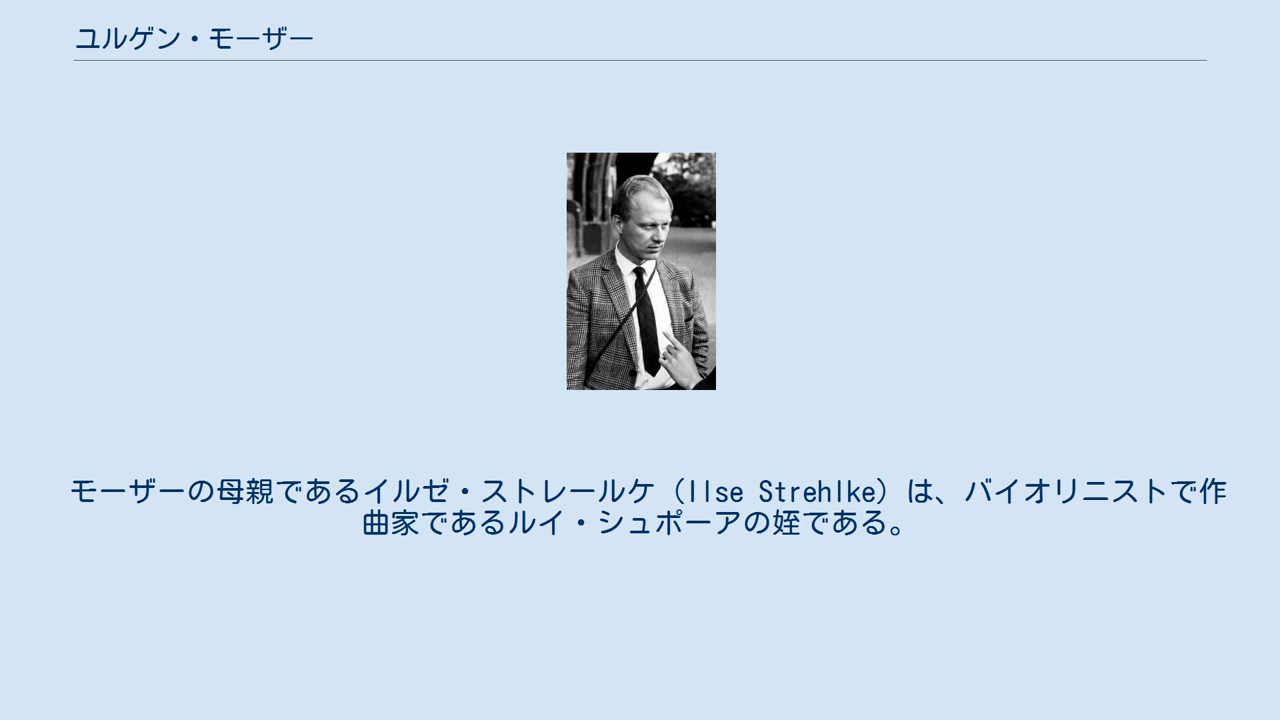 ユルゲン・モーザー
モーザーの母親であるイルゼ・ストレールケ（Ilse Strehlke）は、バイオリニストで作
曲家であるルイ・シュポーアの姪である。